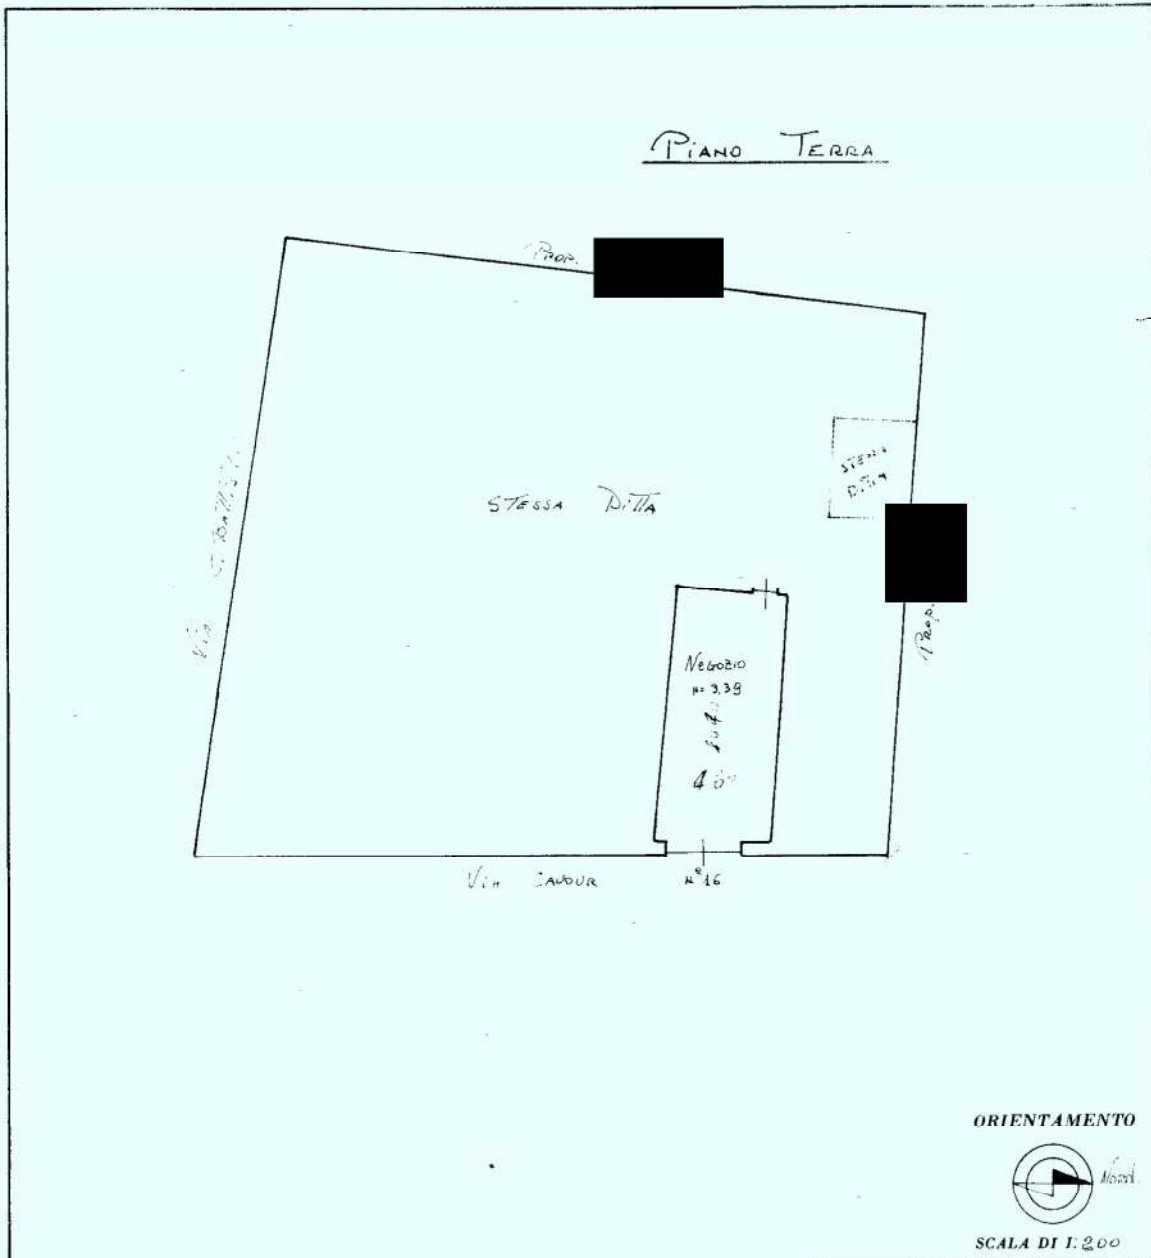 PIANO TERRA
PROP.
STESSA
DITTA
STESSA DITTA
VIA C. BATTISTI
PROP.
NEGOZIO
H= 3,39
VIA CAVOUR
N° 16
ORIENTAMENTO
Nord.
SCALA DI 1:200